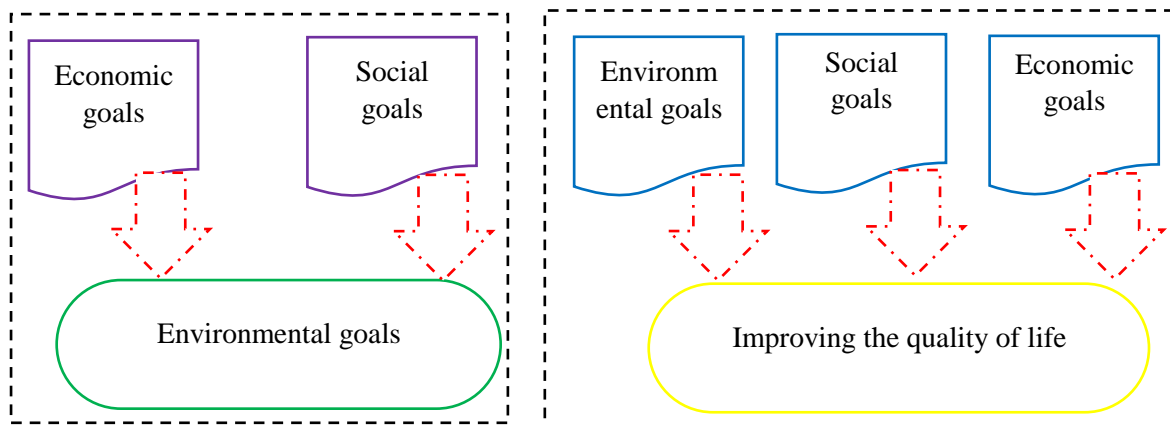 Economic
goals
Social
goals
Environmental goals
Environm
ental goals
Social
goals
Economic
goals
Improving the quality of life